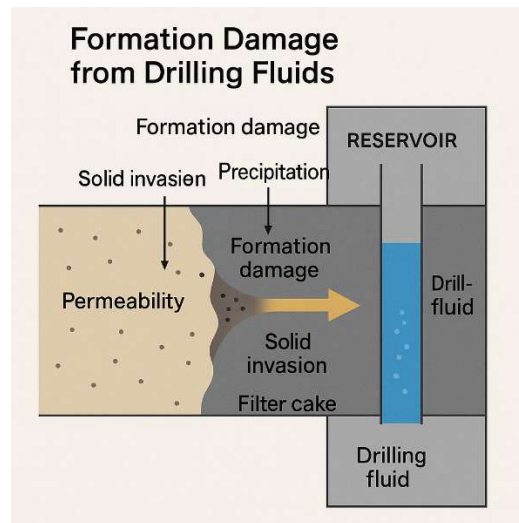 Formation Damage
from Drilling Fluids
Formation damage
RESERVOIR
Solid invasien
Precipitation
Formation
damage
Permeability
Drill-
fluid
Solid
invasion
Filter cake
Drilling
fluid